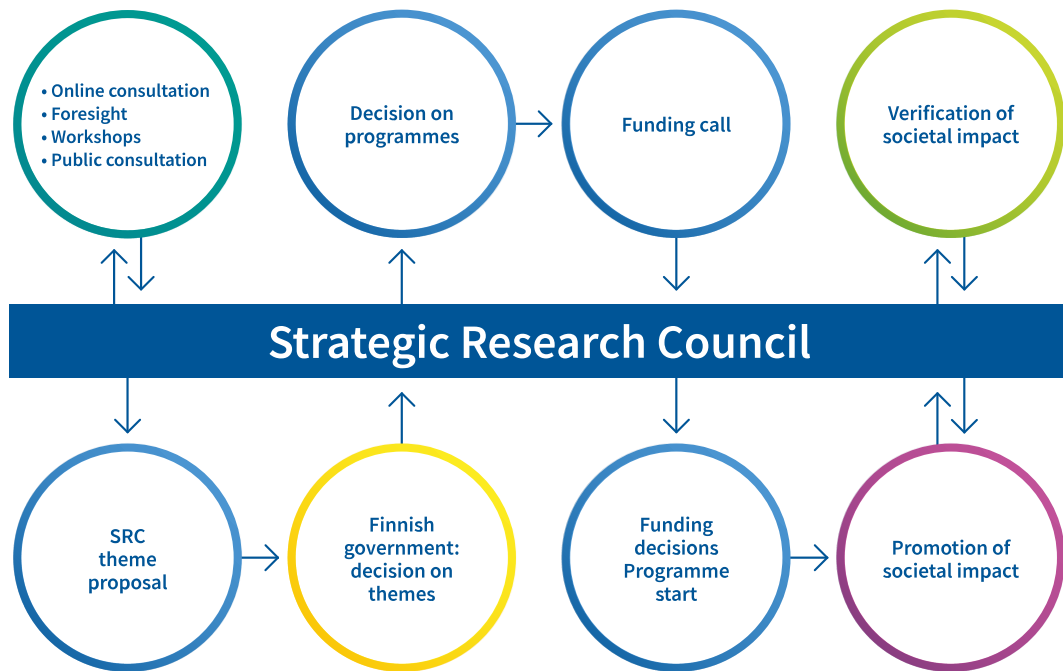 • Online consultation
• Foresight
• Workshops
• Public consultation
Decision on
programmes
Funding call
Verification of
societal impact
Strategic Research Council
SRC
theme
proposal
Finnish
government:
decision on
themes
Funding
decisions
Programme
start
Promotion of
societal impact